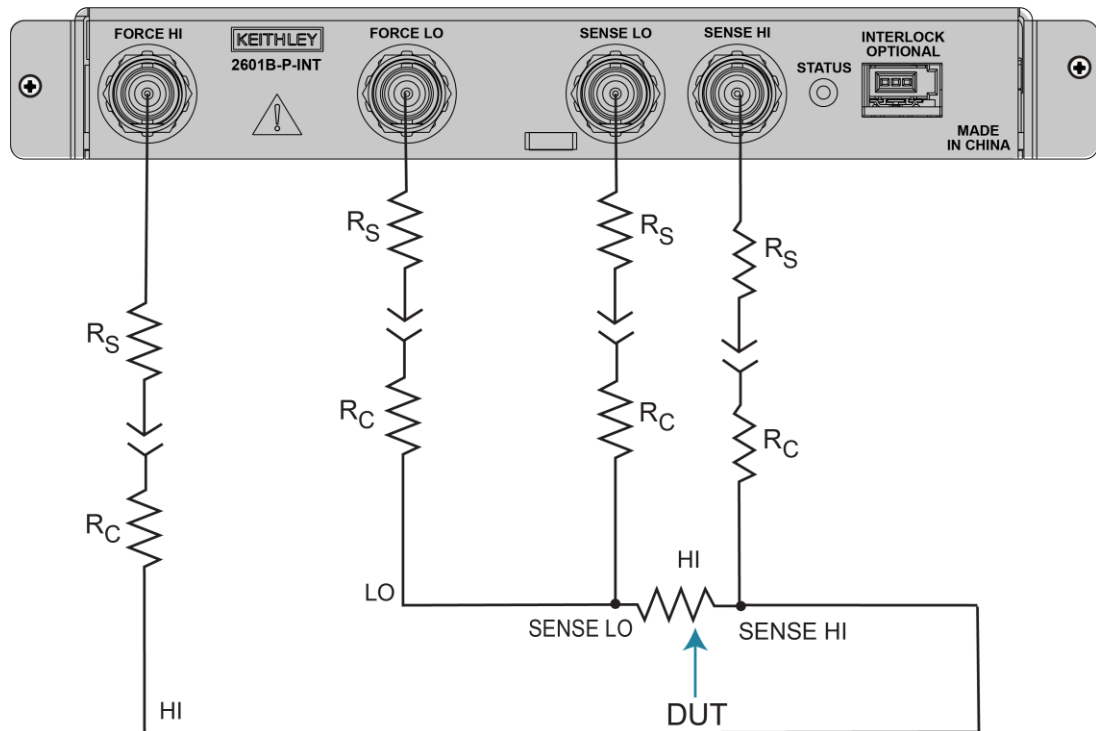 FORCE HI
KEITHLEY
2601B-P-INT
FORCE LO
SENSE LO
SENSE HI
STATUS
INTERLOCK
OPTIONAL
MADE
IN CHINA
RS
RS
RS
RS
RC
RC
RC
RC
HI
LO
SENSE LO
SENSE HI
HI
DUT